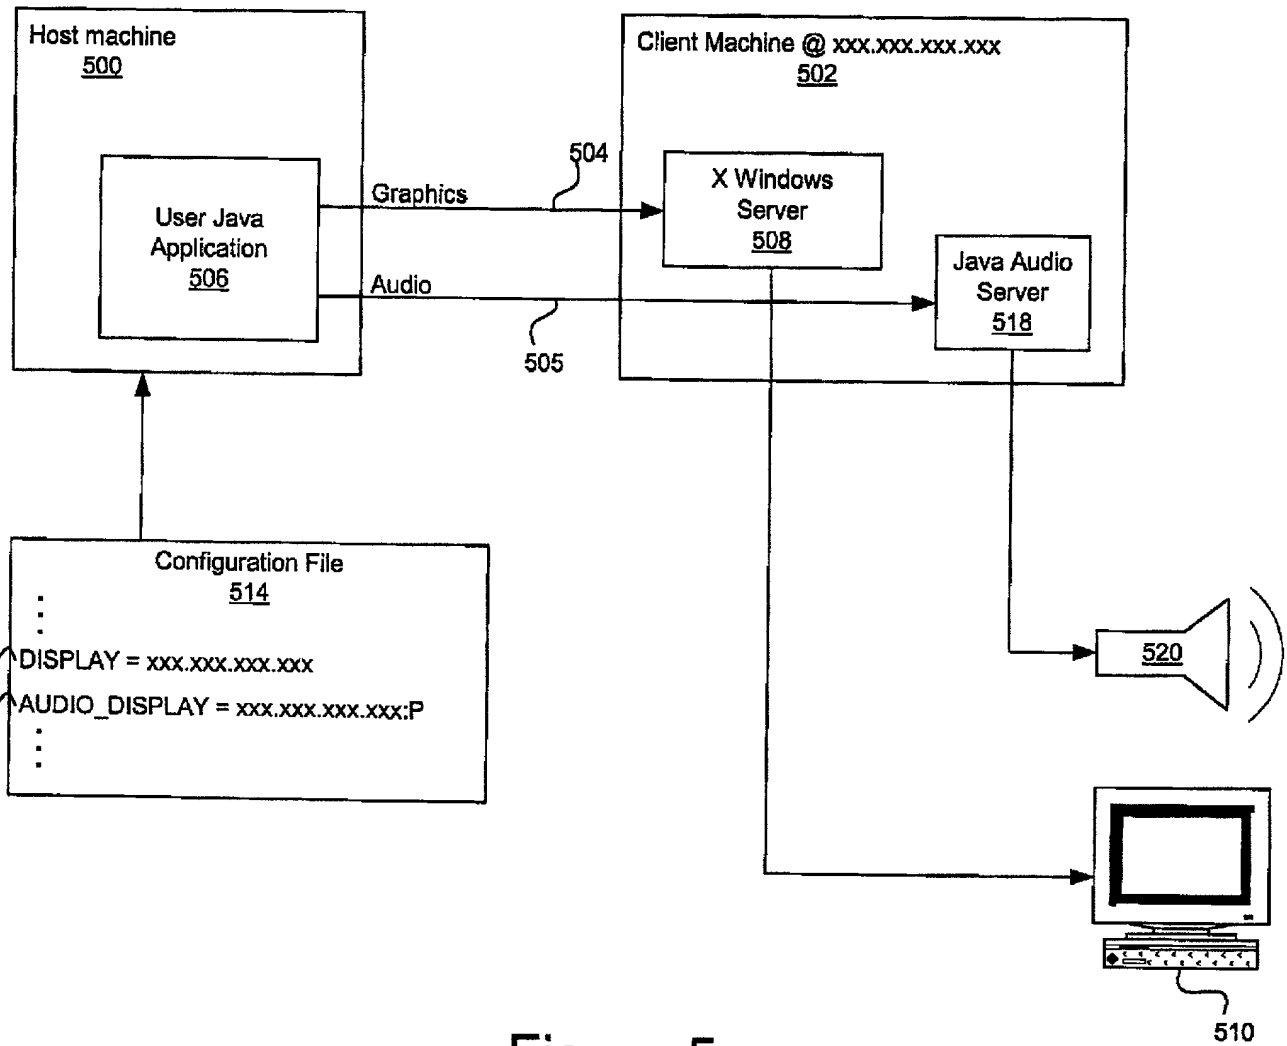 Host machine
500
Client Machine @ xxx.xxx.xxx.xxx
502
504
X Windows
Server
508
Graphics
User Java
Application
506
Audio
Java Audio
Server
518
505
Configuration File
514
DISPLAY = xxx.xxx.xxx.xxx
AUDIO_DISPLAY = xxx.xxx.xxx.xxx:P
520
510